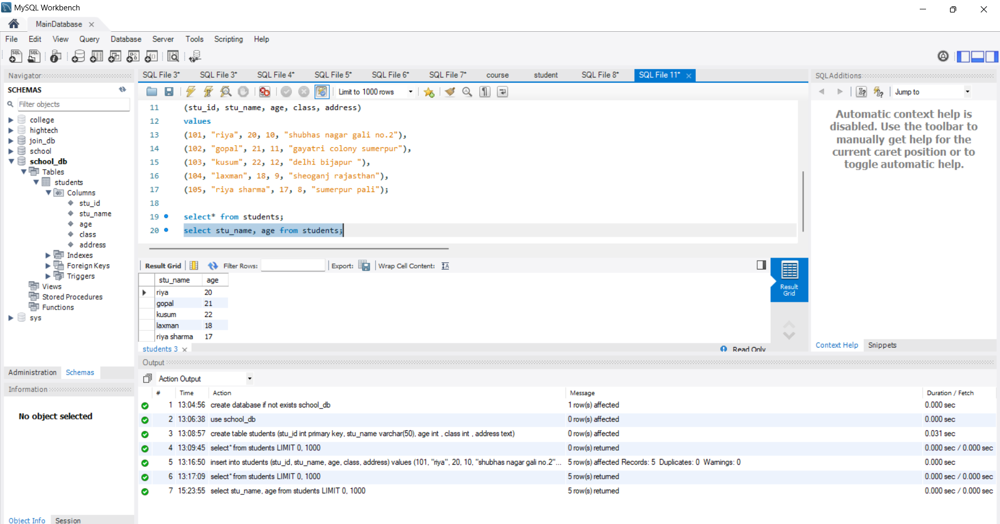 MySQL Workbench
MainDatabase
File Edit View Query Database Server Tools Scripting Help
Navigator
SCHEMAS
Filter objects
college
hightech
join_db
school
school_db
Tables
students
Columns
stu_id
stu_name
age
class
address
Indexes
Foreign Keys
Triggers
Views
Stored Procedures
Functions
sys
Administration Schemas
Information
No object selected
Object Info Session
SQL File 3* SQL File 3* SQL File 4* SQL File 5* SQL File 6* SQL File 7* course student SQL File 8* SQL File 11*
Limit to 1000 rows
11 (stu_id, stu_name, age, class, address)
12 values
13 (101, "riya", 20, 10, "shubhas nagar gali no.2"),
14 (102, "gopal", 21, 11, "gayatri colony sumerpur"),
15 (103, "kusum", 22, 12, "delhi bijapur "),
16 (104, "laxman", 18, 9, "sheoganj rajasthan"),
17 (105, "riya sharma", 17, 8, "sumerpur pali");
18
19 select* from students;
20 select stu_name, age from students;
Result Grid Filter Rows: Export: Wrap Cell Content:
stu_name age
riya 20
gopal 21
kusum 22
laxman 18
riya sharma 17
Result
Grid
students 3
Read Only
SQLAdditions
Jump to
Automatic context help is
disabled. Use the toolbar to
manually get help for the
current caret position or to
toggle automatic help.
Context Help Snippets
Output
Action Output
# Time Action Message Duration / Fetch
1 13:04:56 create database if not exists school_db 1 row(s) affected 0.000 sec
2 13:06:38 use school_db 0 row(s) affected 0.000 sec
3 13:08:57 create table students (stu_id int primary key, stu_name varchar(50), age int , class int , address text) 0 row(s) affected 0.031 sec
4 13:09:45 select* from students LIMIT 0, 1000 0 row(s) returned 0.000 sec / 0.000 sec
5 13:16:50 insert into students (stu_id, stu_name, age, class, address) values (101, "riya", 20, 10, "shubhas nagar gali no.2"... 5 row(s) affected Records: 5 Duplicates: 0 Warnings: 0 0.000 sec
6 13:17:09 select* from students LIMIT 0, 1000 5 row(s) returned 0.000 sec / 0.000 sec
7 15:23:55 select stu_name, age from students LIMIT 0, 1000 5 row(s) returned 0.000 sec / 0.000 sec